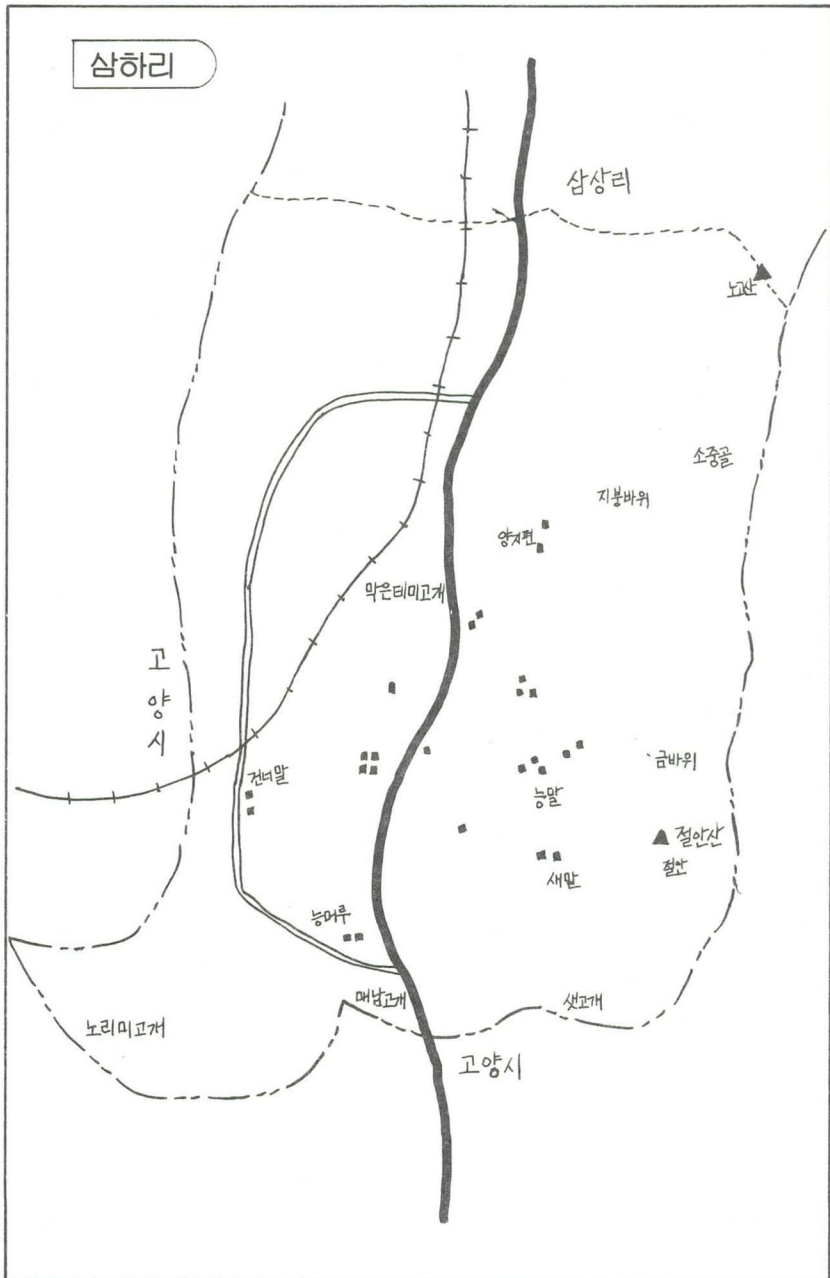 삼하리
삼상리
노고산
소중골
지붕바위
양지편
막은테미고개
고
양
시
금바위
건너말
능말
절안산
절안
새말
능머루
매남고개
샛고개
노리미고개
고양시